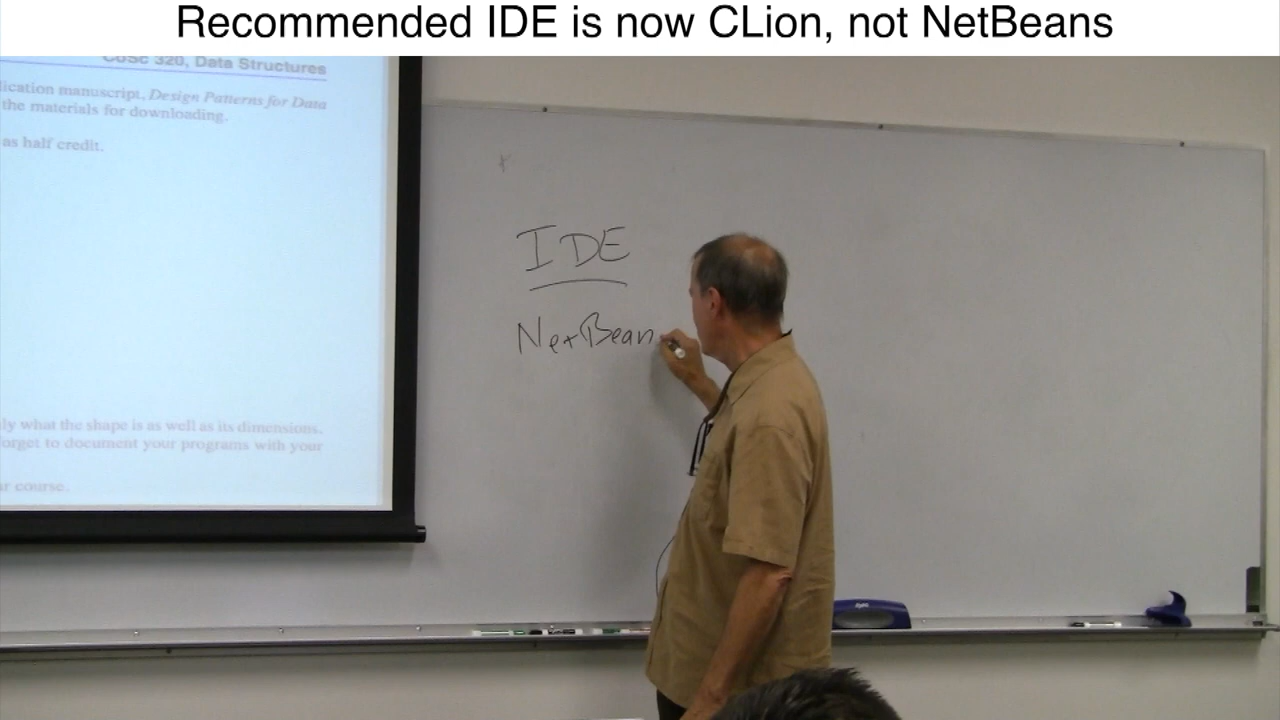 Recommended IDE is now CLion, not NetBeans
CoSc 320, Data Structures
lication manuscript, Design Patterns for Data
the materials for downloading.
as half credit.
IDE
NetBean
ly what the shape is as well as its dimensions.
orget to document your programs with your
r course.